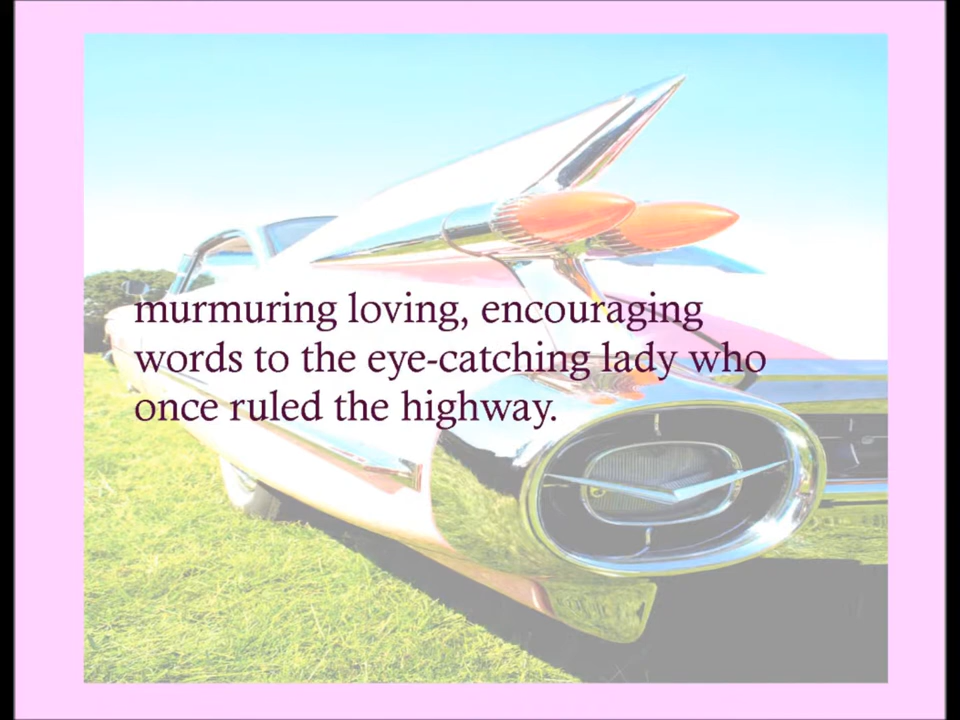 murmuring loving, encouraging
words to the eye-catching lady who
once ruled the highway.